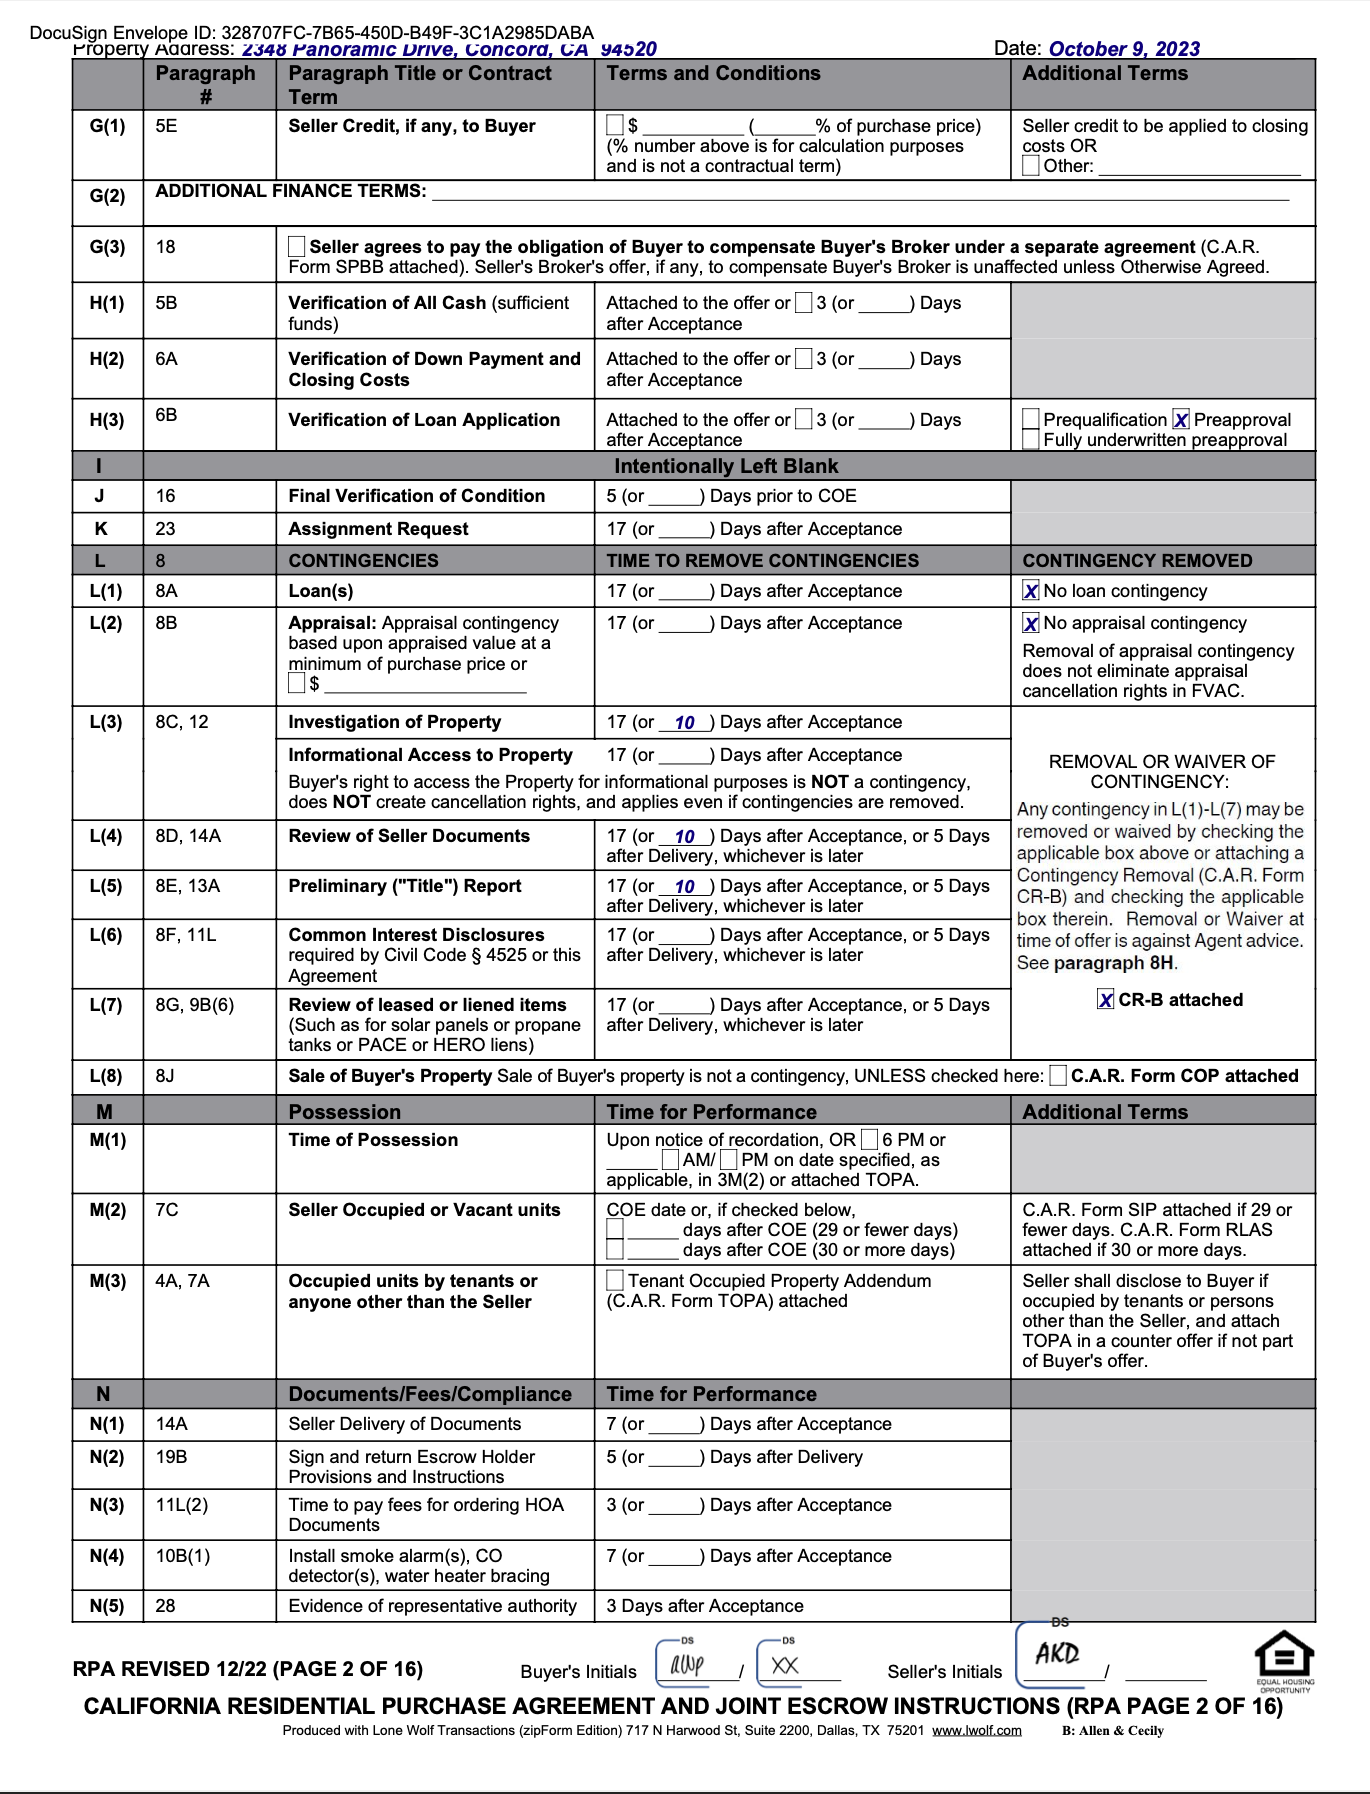 DocuSign Envelope ID: 328707FC-7B65-450D-B49F-3C1A2985DABA
Property Address: 2348 Panoramic Drive, Concord, CA 94520 Date: October 9, 2023
Paragraph # Paragraph Title or Contract Term Terms and Conditions Additional Terms
G(1) 5E Seller Credit, if any, to Buyer $ __________ (______% of purchase price) Seller credit to be applied to closing
(% number above is for calculation purposes costs OR
and is not a contractual term) Other: ____________________
G(2) ADDITIONAL FINANCE TERMS: ____________________
G(3) 18 Seller agrees to pay the obligation of Buyer to compensate Buyer's Broker under a separate agreement (C.A.R.
Form SPBB attached). Seller's Broker's offer, if any, to compensate Buyer's Broker is unaffected unless Otherwise Agreed.
H(1) 5B Verification of All Cash (sufficient Attached to the offer or 3 (or _____) Days
funds) after Acceptance
H(2) 6A Verification of Down Payment and Attached to the offer or 3 (or _____) Days
Closing Costs after Acceptance
H(3) 6B Verification of Loan Application Attached to the offer or 3 (or _____) Days Prequalification X Preapproval
after Acceptance Fully underwritten preapproval
I Intentionally Left Blank
J 16 Final Verification of Condition 5 (or _____) Days prior to COE
K 23 Assignment Request 17 (or _____) Days after Acceptance
L 8 CONTINGENCIES TIME TO REMOVE CONTINGENCIES CONTINGENCY REMOVED
L(1) 8A Loan(s) 17 (or _____) Days after Acceptance X No loan contingency
L(2) 8B Appraisal: Appraisal contingency 17 (or _____) Days after Acceptance X No appraisal contingency
based upon appraised value at a Removal of appraisal contingency
minimum of purchase price or does not eliminate appraisal
$ ____________________ cancellation rights in FVAC.
L(3) 8C, 12 Investigation of Property 17 (or 10 ) Days after Acceptance
Informational Access to Property 17 (or _____) Days after Acceptance
Buyer's right to access the Property for informational purposes is NOT a contingency,
does NOT create cancellation rights, and applies even if contingencies are removed.
L(4) 8D, 14A Review of Seller Documents 17 (or 10 ) Days after Acceptance, or 5 Days
after Delivery, whichever is later
L(5) 8E, 13A Preliminary ("Title") Report 17 (or 10 ) Days after Acceptance, or 5 Days
after Delivery, whichever is later
L(6) 8F, 11L Common Interest Disclosures 17 (or _____) Days after Acceptance, or 5 Days
required by Civil Code § 4525 or this after Delivery, whichever is later
Agreement
L(7) 8G, 9B(6) Review of leased or liened items 17 (or _____) Days after Acceptance, or 5 Days
(Such as for solar panels or propane after Delivery, whichever is later
tanks or PACE or HERO liens)
REMOVAL OR WAIVER OF
CONTINGENCY:
Any contingency in L(1)-L(7) may be
removed or waived by checking the
applicable box above or attaching a
Contingency Removal (C.A.R. Form
CR-B) and checking the applicable
box therein. Removal or Waiver at
time of offer is against Agent advice.
See paragraph 8H.
X CR-B attached
L(8) 8J Sale of Buyer's Property Sale of Buyer's property is not a contingency, UNLESS checked here: C.A.R. Form COP attached
M Possession Time for Performance Additional Terms
M(1) Time of Possession Upon notice of recordation, OR 6 PM or
_____ AM/ PM on date specified, as
applicable, in 3M(2) or attached TOPA.
M(2) 7C Seller Occupied or Vacant units COE date or, if checked below, C.A.R. Form SIP attached if 29 or
_____ days after COE (29 or fewer days) fewer days. C.A.R. Form RLAS
_____ days after COE (30 or more days) attached if 30 or more days.
M(3) 4A, 7A Occupied units by tenants or Tenant Occupied Property Addendum Seller shall disclose to Buyer if
anyone other than the Seller (C.A.R. Form TOPA) attached occupied by tenants or persons
other than the Seller, and attach
TOPA in a counter offer if not part
of Buyer's offer.
N Documents/Fees/Compliance Time for Performance
N(1) 14A Seller Delivery of Documents 7 (or _____) Days after Acceptance
N(2) 19B Sign and return Escrow Holder 5 (or _____) Days after Delivery
Provisions and Instructions
N(3) 11L(2) Time to pay fees for ordering HOA 3 (or _____) Days after Acceptance
Documents
N(4) 10B(1) Install smoke alarm(s), CO 7 (or _____) Days after Acceptance
detector(s), water heater bracing
N(5) 28 Evidence of representative authority 3 Days after Acceptance
DS DS DS
RPA REVISED 12/22 (PAGE 2 OF 16) Buyer's Initials / XX Seller's Initials AKD / ________
EQUAL HOUSING
OPPORTUNITY
CALIFORNIA RESIDENTIAL PURCHASE AGREEMENT AND JOINT ESCROW INSTRUCTIONS (RPA PAGE 2 OF 16)
Produced with Lone Wolf Transactions (zipForm Edition) 717 N Harwood St, Suite 2200, Dallas, TX 75201 www.lwolf.com B: Allen & Cecily